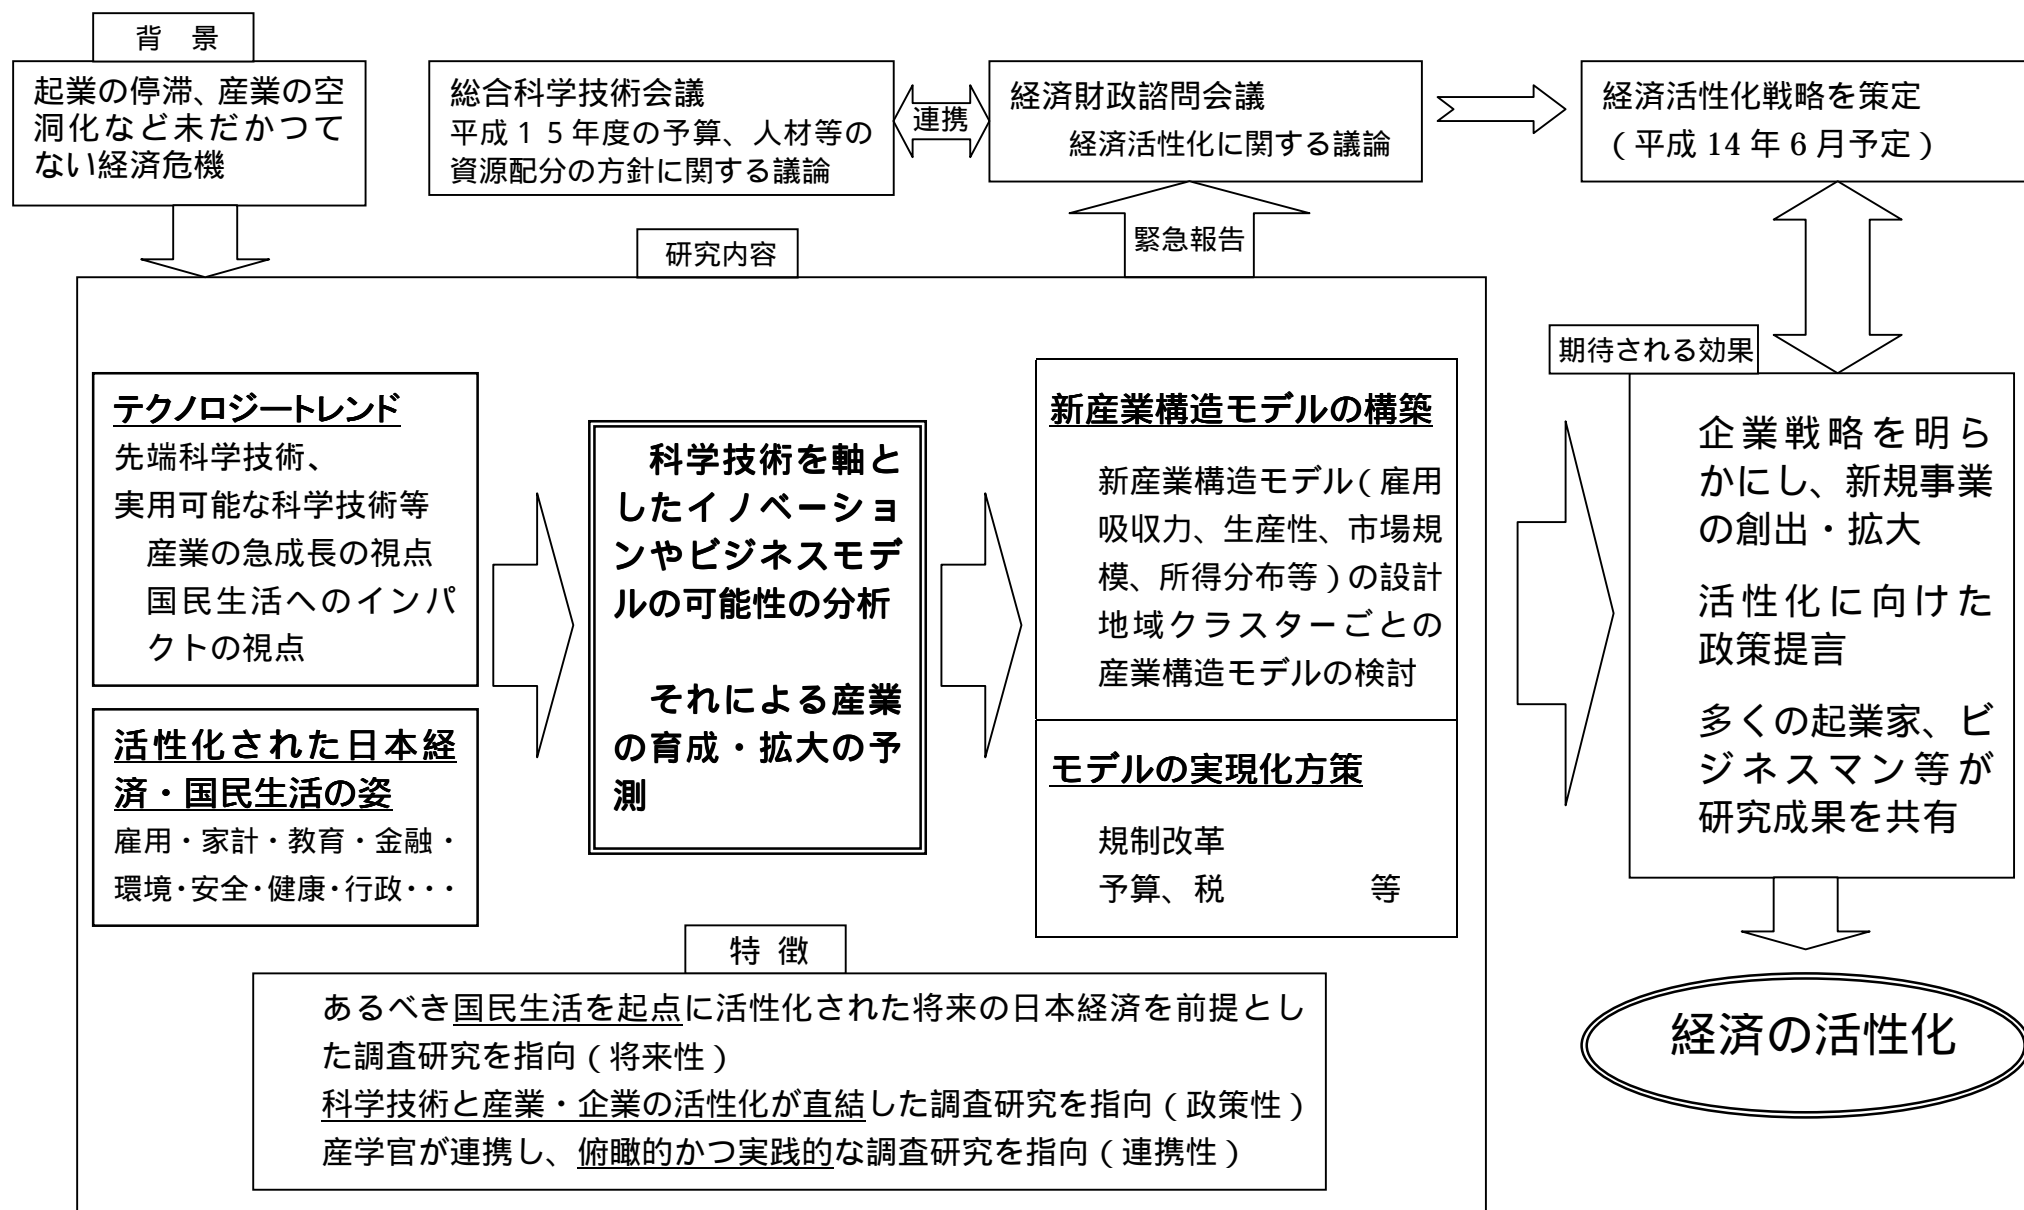 背　景
起業の停滞、産業の空
洞化など未だかつて
ない経済危機
総合科学技術会議
平成１５年度の予算、人材等の
資源配分の方針に関する議論
連携
経済財政諮問会議
経済活性化に関する議論
経済活性化戦略を策定
（平成 14 年 6 月予定）
緊急報告
研究内容
テクノロジートレンド
先端科学技術、
実用可能な科学技術等
産業の急成長の視点
国民生活へのインパ
クトの視点
活性化された日本経
済・国民生活の姿
雇用・家計・教育・金融・
環境・安全・健康・行政・・・
科学技術を軸と
したイノベーショ
ンやビジネスモデ
ルの可能性の分析
それによる産業
の育成・拡大の予
測
新産業構造モデルの構築
新産業構造モデル（雇用
吸収力、生産性、市場規
模、所得分布等）の設計
地域クラスターごとの
産業構造モデルの検討
モデルの実現化方策
規制改革
予算、税　　　　等
期待される効果
企業戦略を明ら
かにし、新規事業
の創出・拡大
活性化に向けた
政策提言
多くの起業家、ビ
ジネスマン等が
研究成果を共有
経済の活性化
特 徴
あるべき国民生活を起点に活性化された将来の日本経済を前提とし
た調査研究を指向（将来性）
科学技術と産業・企業の活性化が直結した調査研究を指向（政策性）
産学官が連携し、俯瞰的かつ実践的な調査研究を指向（連携性）